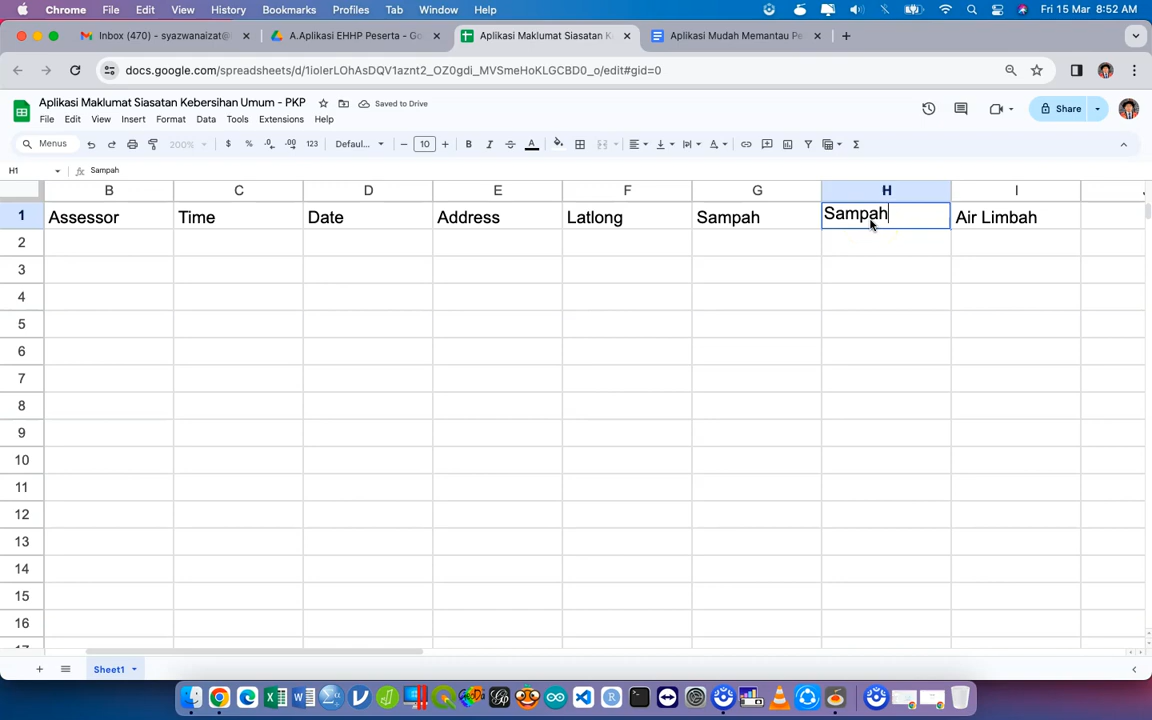 Chrome File Edit View History Bookmarks Profiles Tab Window Help Fri 15 Mar 8:52 AM
Inbox (470) - syazwanaizat@ A.Aplikasi EHHP Peserta - Go Aplikasi Maklumat Siasatan K Aplikasi Mudah Memantau Pe
docs.google.com/spreadsheets/d/1iolerLOhAsDQV1aznt2_OZ0gdi_MVSmeHoKLGCBD0_o/edit#gid=0
Aplikasi Maklumat Siasatan Kebersihan Umum - PKP Saved to Drive
File Edit View Insert Format Data Tools Extensions Help Share
Menus 200% $ % .0 .00 123 Defaul... 10 B I A
H1 Sampah
B C D E F G H I J
1 Assessor Time Date Address Latlong Sampah Sampah Air Limbah
2
3
4
5
6
7
8
9
10
11
12
13
14
15
16
17
Sheet1